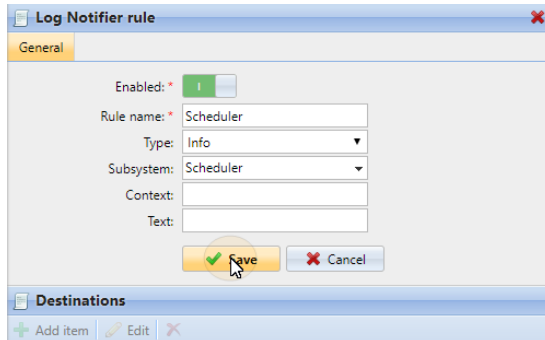 Log Notifier rule
General
Enabled: *
Rule name: * Scheduler
Type: Info
Subsystem: Scheduler
Context:
Text:
Save Cancel
Destinations
Add item Edit